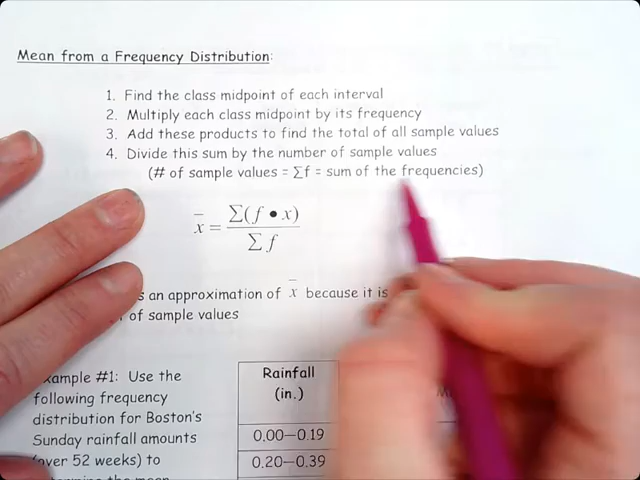 Mean from a Frequency Distribution:
1. Find the class midpoint of each interval
2. Multiply each class midpoint by its frequency
3. Add these products to find the total of all sample values
4. Divide this sum by the number of sample values
(# of sample values = ∑f = sum of the frequencies)
x̄ = ∑(f • x) / ∑ f
an approximation of x̄ because it is
of sample values
Example #1: Use the
following frequency
distribution for Boston's
Sunday rainfall amounts
(over 52 weeks) to
Rainfall
(in.)
0.00—0.19
0.20—0.39